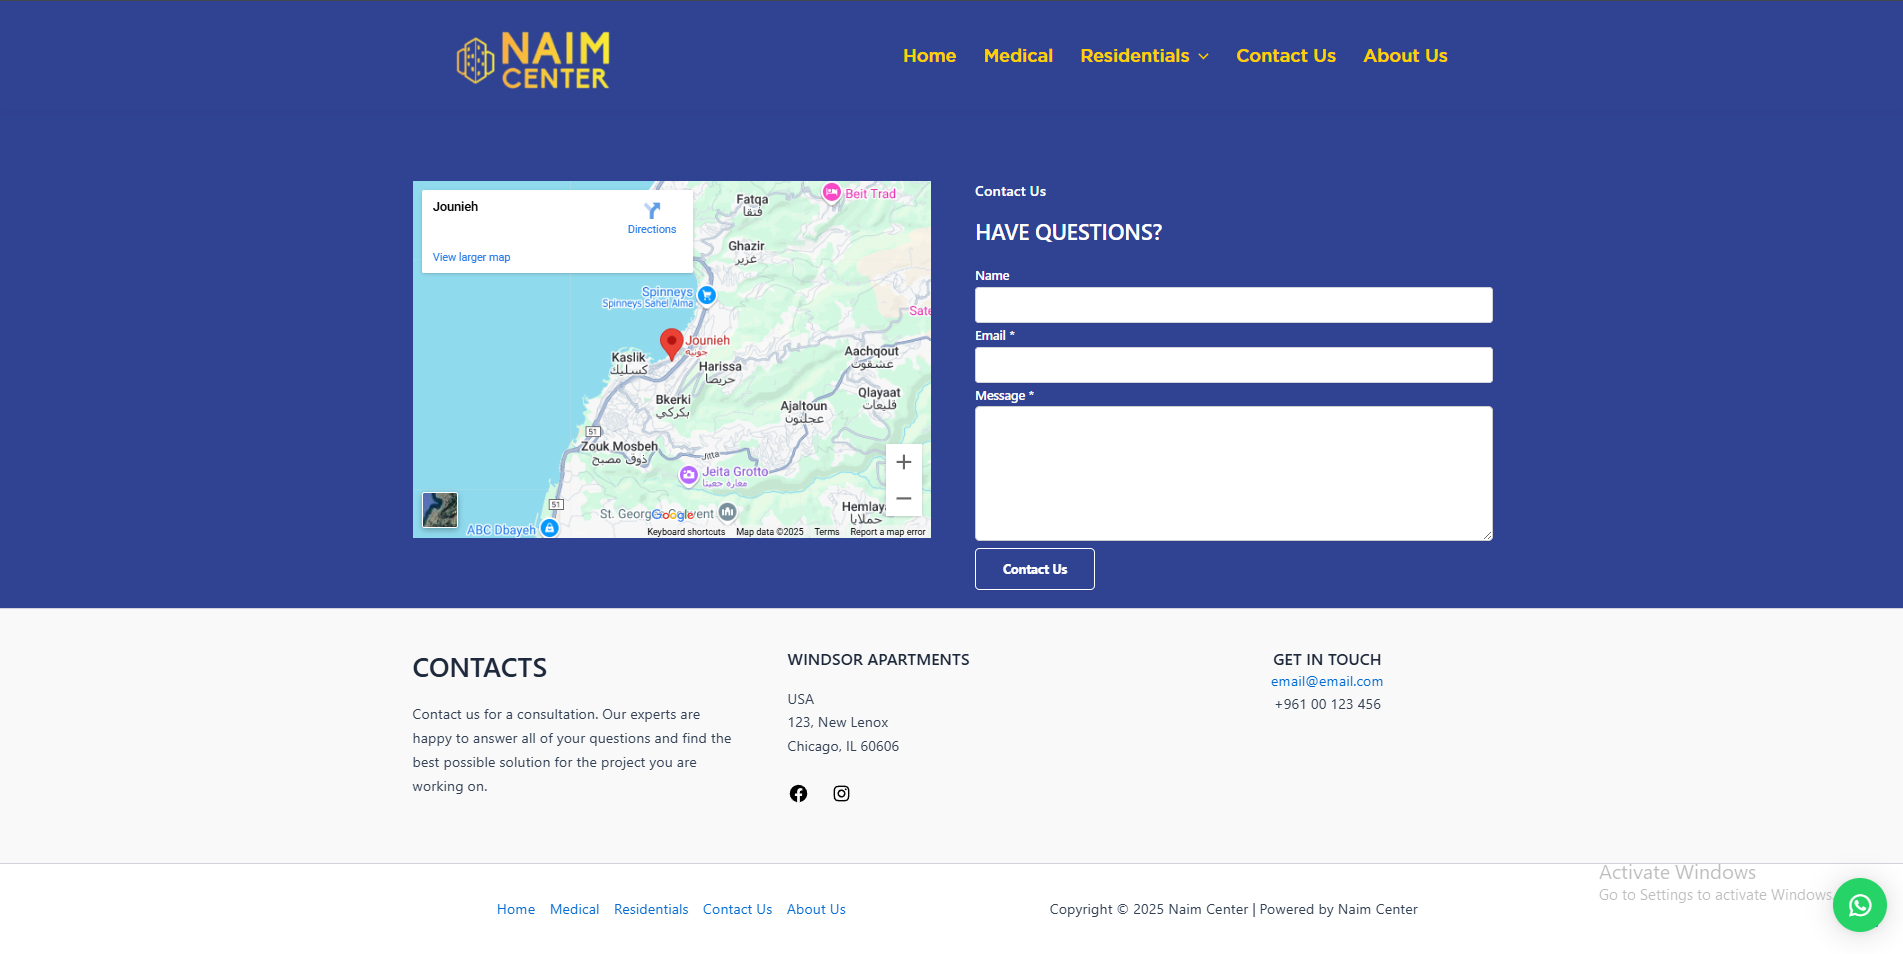 NAIM
CENTER
Home
Medical
Residentials
Contact Us
About Us
Jounieh
Directions
View larger map
Fatqa
فتقا
Beit Trad
Ghazir
غزير
Spinneys
Spinneys Sahel Alma
Sate
Jounieh
جونيه
Kaslik
كسليك
Harissa
حريصا
Aachqout
عشقوت
Bkerki
بكركي
Qlayaat
قليعات
Ajaltoun
عجلتون
51
Zouk Mosbeh
ذوق مصبح
Jiita
Jeita Grotto
مغارة جعيتا
51
St. George
vent
Google
Hemlay
حملايا
ABC Dbayeh
Keyboard shortcuts
Map data ©2025
Terms
Report a map error
Contact Us
HAVE QUESTIONS?
Name
Email *
Message *
Contact Us
CONTACTS
Contact us for a consultation. Our experts are
happy to answer all of your questions and find the
best possible solution for the project you are
working on.
WINDSOR APARTMENTS
USA
123, New Lenox
Chicago, IL 60606
GET IN TOUCH
email@email.com
+961 00 123 456
Home
Medical
Residentials
Contact Us
About Us
Copyright © 2025 Naim Center | Powered by Naim Center
Activate Windows
Go to Settings to activate Windows.